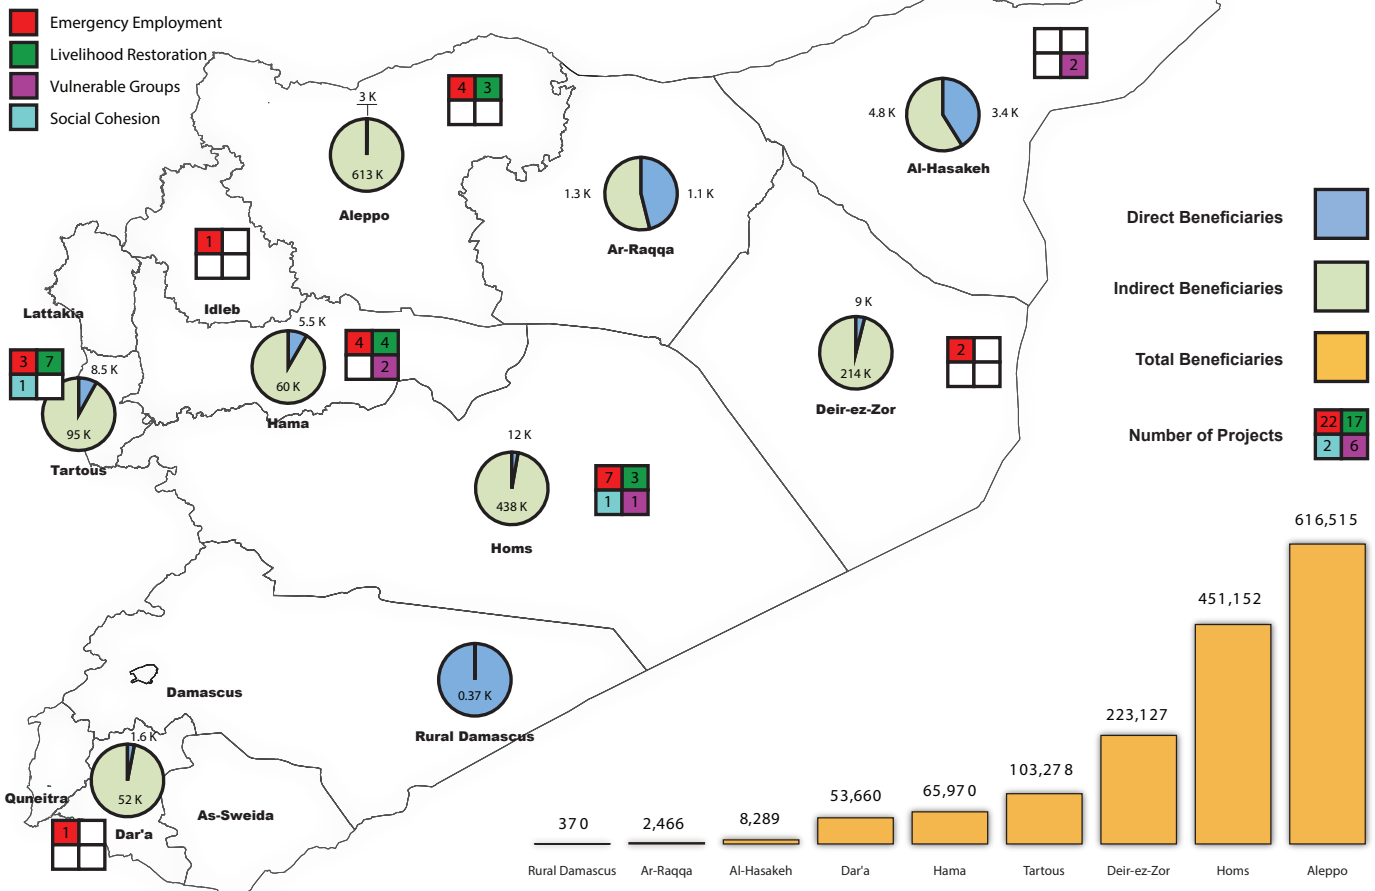 Emergency Employment
Livelihood Restoration
Vulnerable Groups
Social Cohesion
2
4.8 K
3.4 K
Al-Hasakeh
4 3
3 K
613 K
Aleppo
1.3 K
1.1 K
Ar-Raqqa
1
Idleb
Lattakia
3 7
1
8.5 K
95 K
Tartous
5.5 K
60 K
Hama
4 4
2
9 K
214 K
Deir-ez-Zor
2
12 K
438 K
Homs
7 3
1 1
Direct Beneficiaries
Indirect Beneficiaries
Total Beneficiaries
Number of Projects
22 17
2 6
Damascus
0.37 K
Rural Damascus
1.6 K
52 K
Quneitra
Dar'a
1
As-Sweida
370
2,466
8,289
53,660
65,970
103,278
223,127
451,152
616,515
Rural Damascus
Ar-Raqqa
Al-Hasakeh
Dar'a
Hama
Tartous
Deir-ez-Zor
Homs
Aleppo